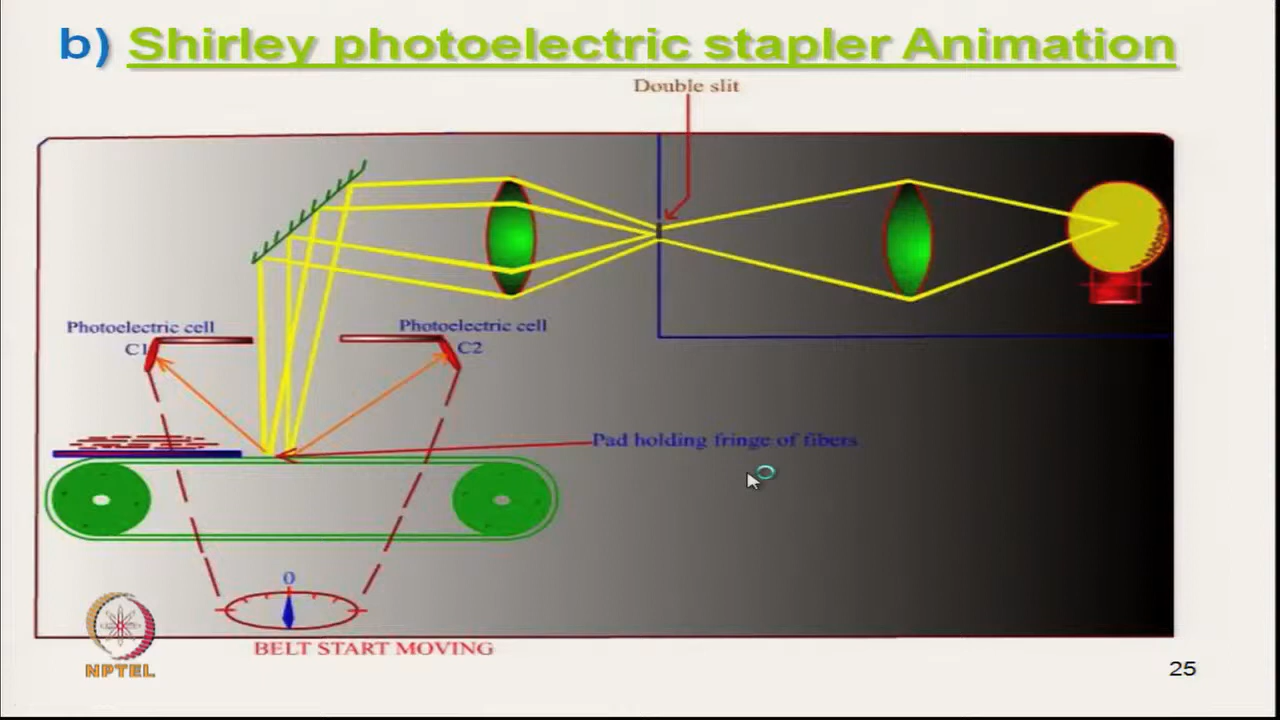 b) Shirley photoelectric stapler Animation
Double slit
Photoelectric cell
C1
Photoelectric cell
C2
Pad holding fringe of fibers
0
BELT START MOVING
NPTEL
25